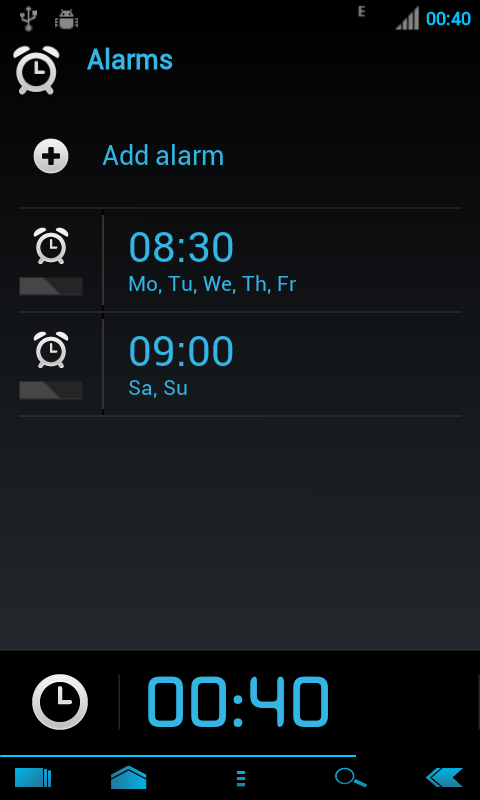 E
00:40
Alarms
Add alarm
08:30
Mo, Tu, We, Th, Fr
09:00
Sa, Su
00:40